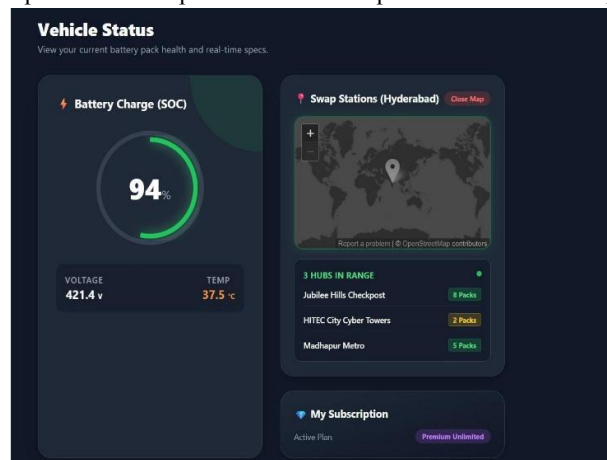 Vehicle Status
View your current battery pack health and real-time specs.
Battery Charge (SOC)
94%
VOLTAGE
421.4 V
TEMP
37.5 °C
Swap Stations (Hyderabad)
Close Map
+
−
Report a problem | © OpenStreetMap contributors
3 HUBS IN RANGE
Jubilee Hills Checkpost
8 Packs
HITEC City Cyber Towers
2 Packs
Madhapur Metro
5 Packs
My Subscription
Active Plan
Premium Unlimited